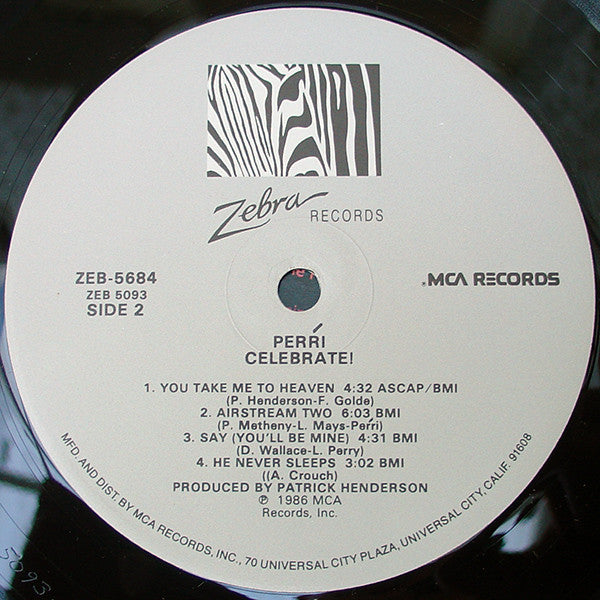 Zebra RECORDS
ZEB-5684
ZEB 5093
SIDE 2
*MCA RECORDS
PERRÍ
CELEBRATE!
1. YOU TAKE ME TO HEAVEN 4:32 ASCAP/BMI
(P. Henderson-F. Golde)
2. AIRSTREAM TWO 6:03 BMI
(P. Metheny-L. Mays-Perri)
3. SAY (YOU'LL BE MINE) 4:31 BMI
(D. Wallace-L. Perry)
4. HE NEVER SLEEPS 3:02 BMI
((A. Crouch)
PRODUCED BY PATRICK HENDERSON
℗ 1986 MCA
Records, Inc.
MFD. AND DIST. BY MCA RECORDS, INC., 70 UNIVERSAL CITY PLAZA, UNIVERSAL CITY, CALIF. 91608
5093